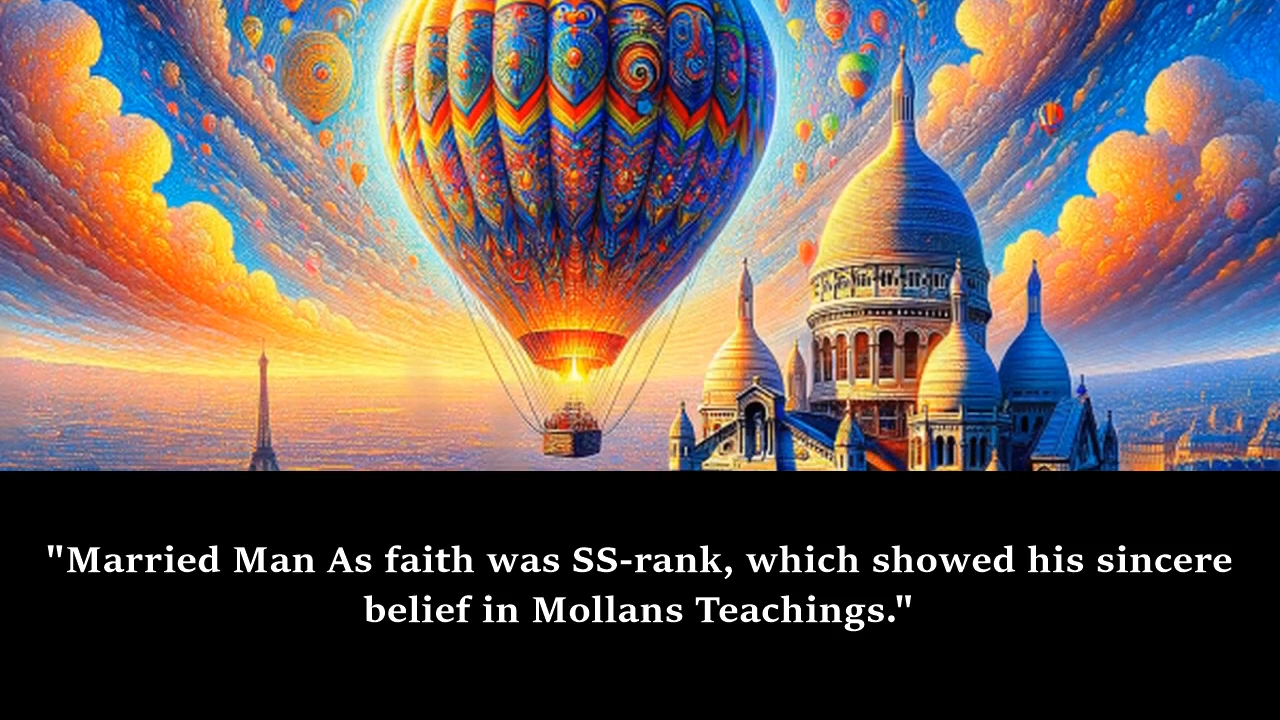 "Married Man As faith was SS-rank, which showed his sincere
belief in Mollans Teachings."